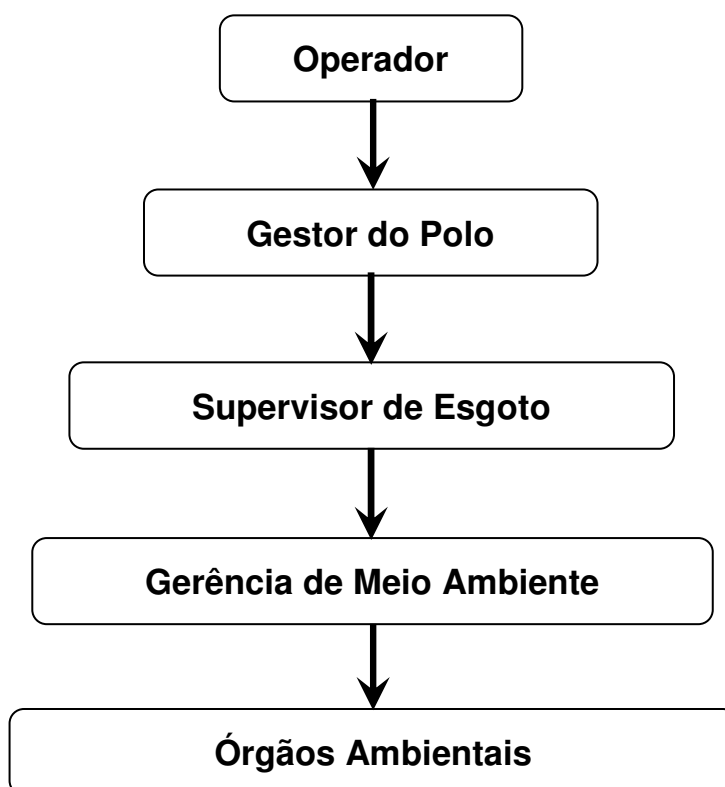 Operador
Gestor do Polo
Supervisor de Esgoto
Gerência de Meio Ambiente
Órgãos Ambientais